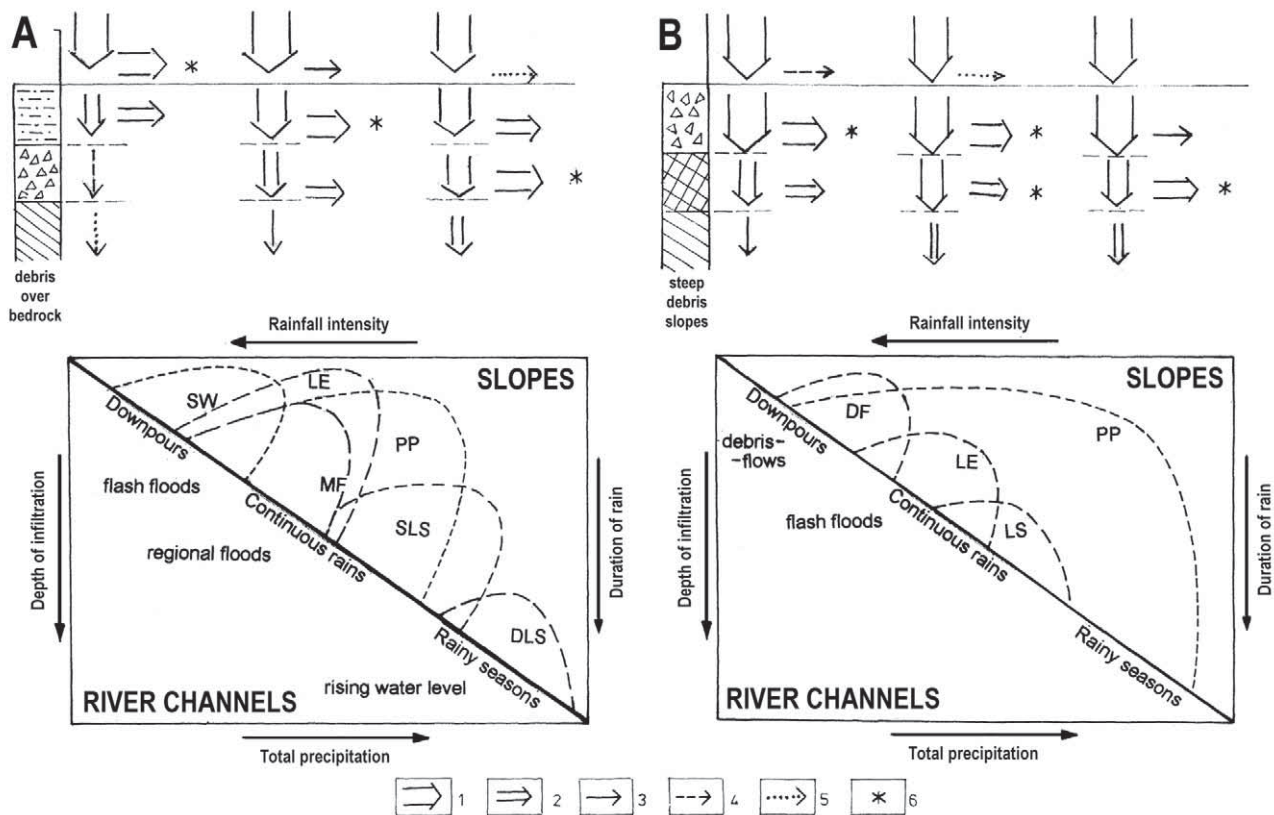 A
debris
over
bedrock
Rainfall intensity
SLOPES
SW
LE
PP
MF
SLS
DLS
Downpours
Continuous rains
Rainy seasons
flash floods
regional floods
rising water level
RIVER CHANNELS
Depth of infiltration
Duration of rain
Total precipitation
B
steep
debris
slopes
Rainfall intensity
SLOPES
DF
PP
LE
LS
Downpours
Continuous rains
Rainy seasons
debris-
-flows
flash floods
RIVER CHANNELS
Depth of infiltration
Duration of rain
Total precipitation
1
2
3
4
5
6